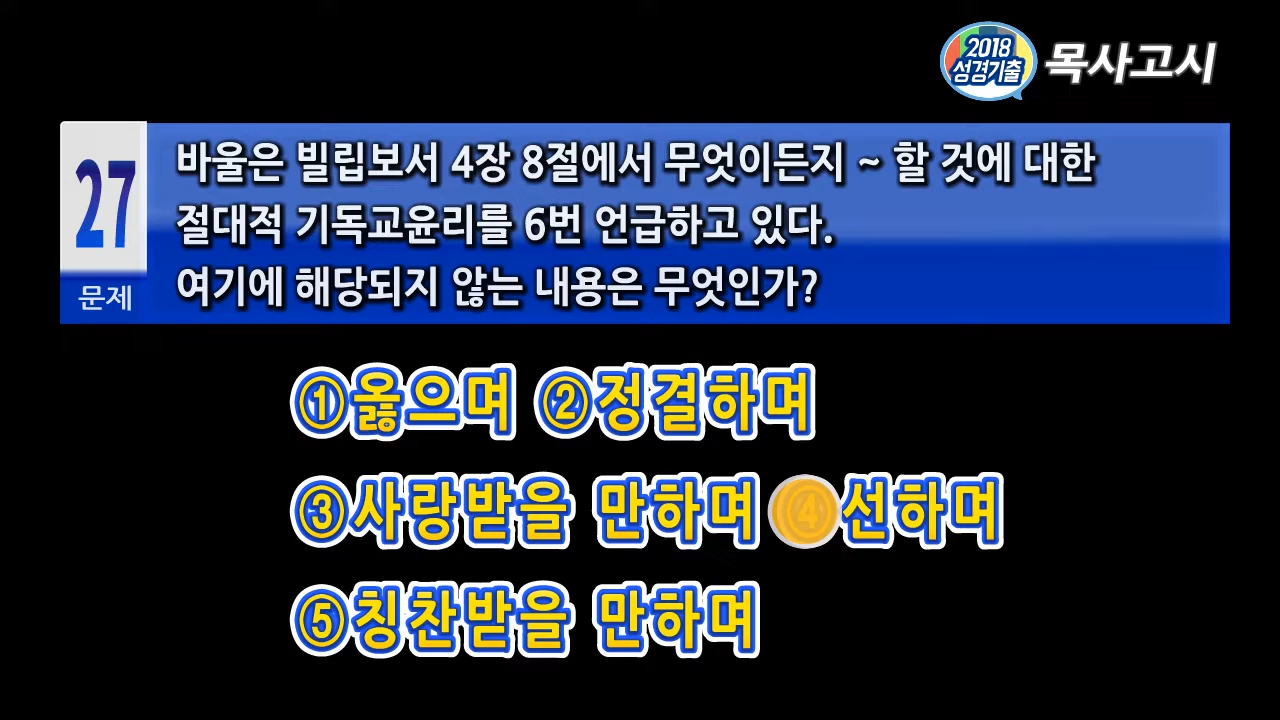 2018
성경기출
목사고시
27
문제
바울은 빌립보서 4장 8절에서 무엇이든지 ~ 할 것에 대한
절대적 기독교윤리를 6번 언급하고 있다.
여기에 해당되지 않는 내용은 무엇인가?
①옳으며 ②정결하며
③사랑받을 만하며 ④선하며
⑤칭찬받을 만하며